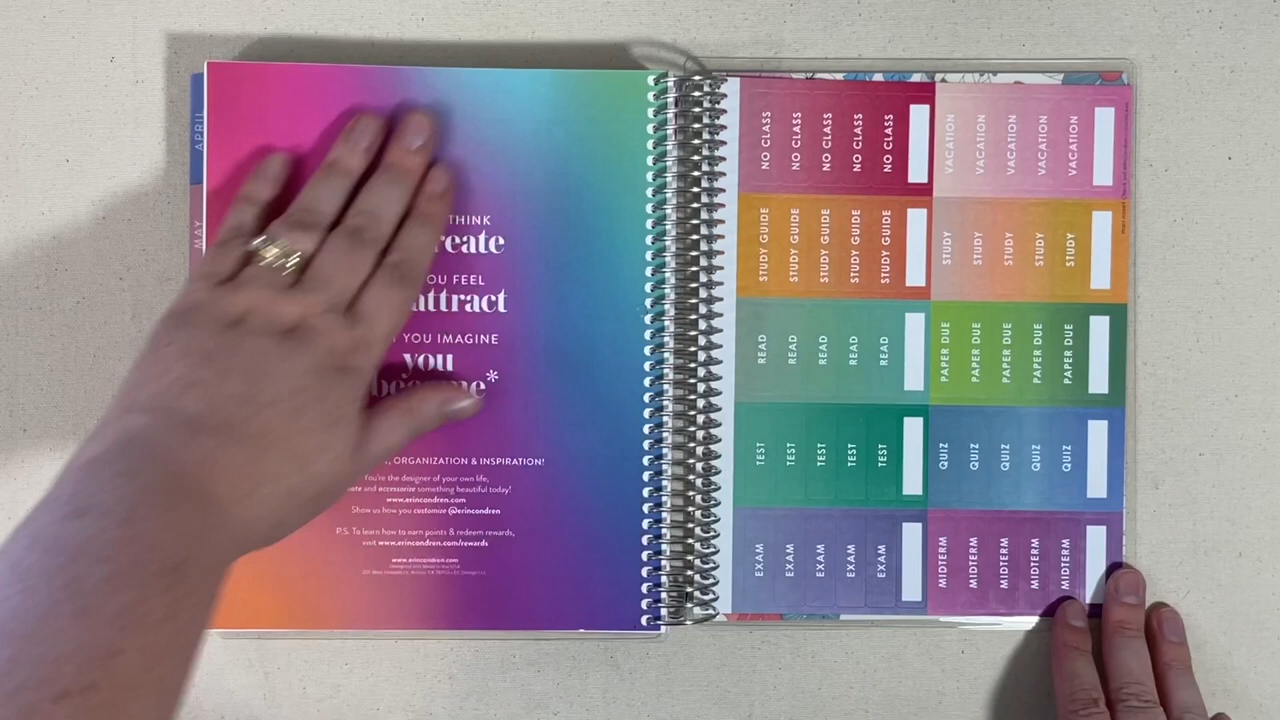 APRIL
MAY
THINK
create
YOU FEEL
attract
YOU IMAGINE
you
become*
ORGANIZATION & INSPIRATION!
You're the designer of your own life,
and accessorize something beautiful today!
www.erincondren.com
Show us how you customize @erincondren
P.S. To learn how to earn points & redeem rewards,
visit www.erincondren.com/rewards
www.erincondren.com
NO CLASS NO CLASS NO CLASS NO CLASS NO CLASS
VACATION VACATION VACATION VACATION VACATION
STUDY GUIDE STUDY GUIDE STUDY GUIDE STUDY GUIDE STUDY GUIDE
STUDY STUDY STUDY STUDY STUDY
READ READ READ READ READ
PAPER DUE PAPER DUE PAPER DUE PAPER DUE PAPER DUE
TEST TEST TEST TEST TEST
QUIZ QUIZ QUIZ QUIZ QUIZ
EXAM EXAM EXAM EXAM EXAM
MIDTERM MIDTERM MIDTERM MIDTERM MIDTERM